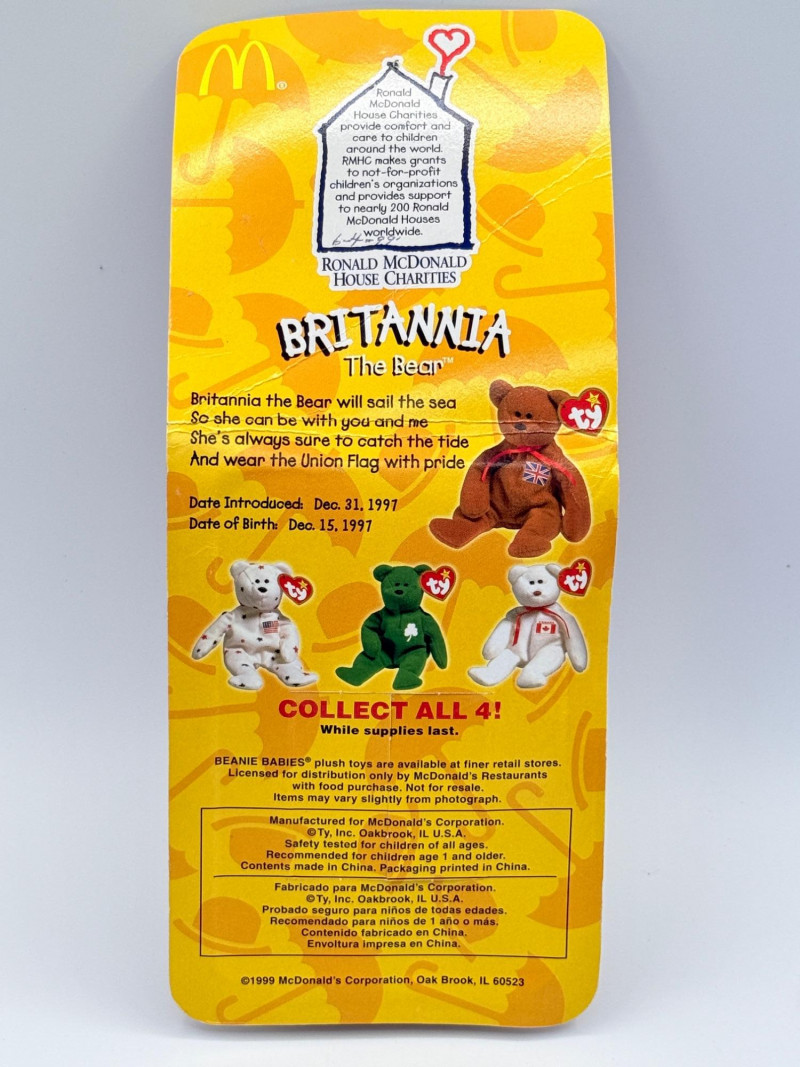 M®
Ronald
McDonald
House Charities
provide comfort and
care to children
around the world.
RMHC makes grants
to not-for-profit
children's organizations
and provides support
to nearly 200 Ronald
McDonald Houses
worldwide.
RONALD MCDONALD
HOUSE CHARITIES
BRITANNIA
The Bear™
Britannia the Bear will sail the sea
So she can be with you and me
She's always sure to catch the tide
And wear the Union Flag with pride
ty
Date Introduced: Dec. 31, 1997
Date of Birth: Dec. 15, 1997
ty
ty
ty
COLLECT ALL 4!
While supplies last.
BEANIE BABIES® plush toys are available at finer retail stores.
Licensed for distribution only by McDonald's Restaurants
with food purchase. Not for resale.
Items may vary slightly from photograph.
Manufactured for McDonald's Corporation.
©Ty, Inc. Oakbrook, IL U.S.A.
Safety tested for children of all ages.
Recommended for children age 1 and older.
Contents made in China. Packaging printed in China.
Fabricado para McDonald's Corporation.
©Ty, Inc. Oakbrook, IL U.S.A.
Probado seguro para niños de todas edades.
Recomendado para niños de 1 año o más.
Contenido fabricado en China.
Envoltura impresa en China.
©1999 McDonald's Corporation, Oak Brook, IL 60523